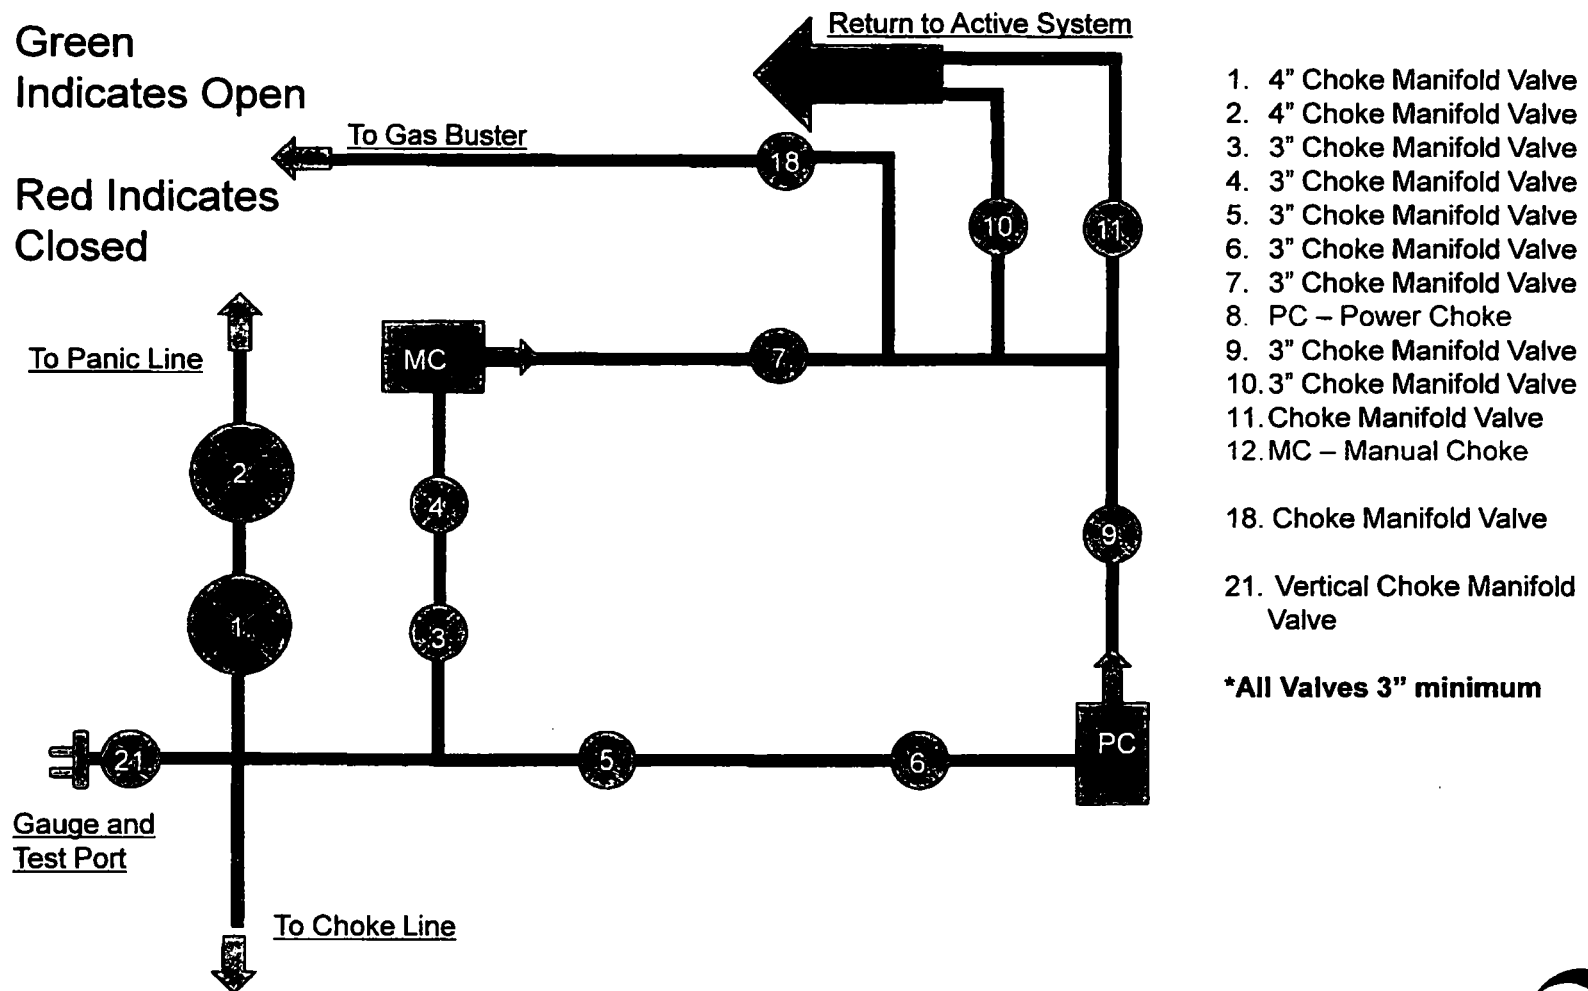 Green
Indicates Open
Red Indicates
Closed
Return to Active System
To Gas Buster
18
10
11
To Panic Line
MC
7
2
4
9
1
3
21
5
6
PC
Gauge and
Test Port
To Choke Line
1. 4" Choke Manifold Valve
2. 4" Choke Manifold Valve
3. 3" Choke Manifold Valve
4. 3" Choke Manifold Valve
5. 3" Choke Manifold Valve
6. 3" Choke Manifold Valve
7. 3" Choke Manifold Valve
8. PC – Power Choke
9. 3" Choke Manifold Valve
10. 3" Choke Manifold Valve
11. Choke Manifold Valve
12. MC – Manual Choke
18. Choke Manifold Valve
21. Vertical Choke Manifold
Valve
*All Valves 3" minimum